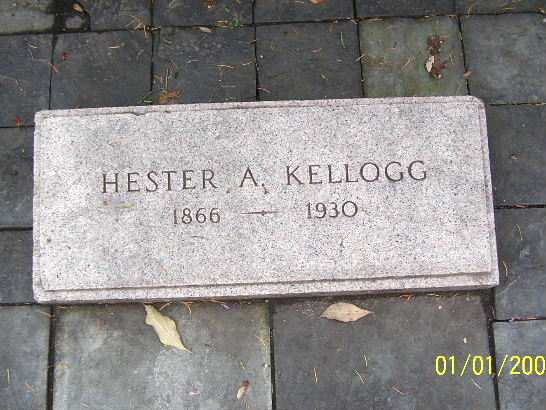 HESTER A. KELLOGG
1866 — 1930
01/01/200